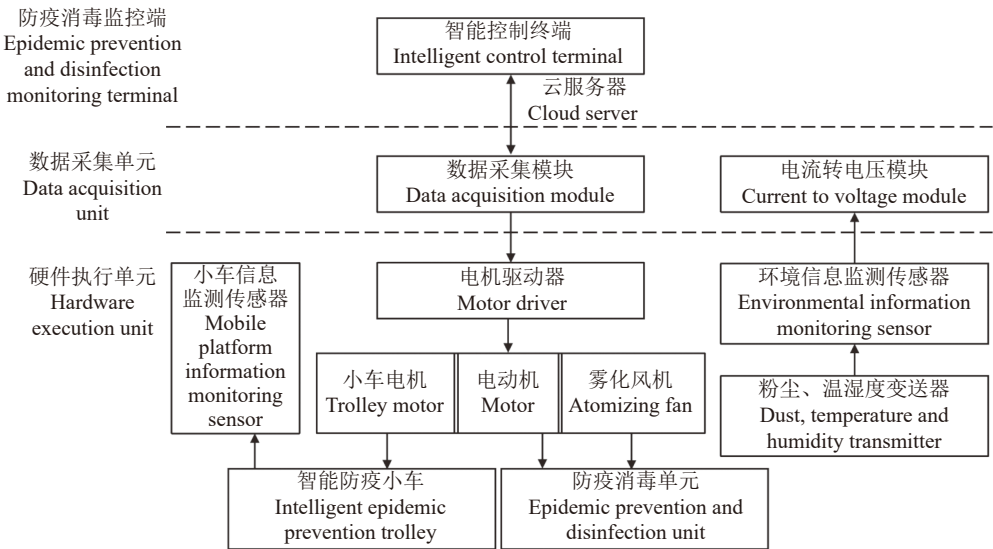 防疫消毒监控端
Epidemic prevention
and disinfection
monitoring terminal
智能控制终端
Intelligent control terminal
云服务器
Cloud server
数据采集单元
Data acquisition
unit
数据采集模块
Data acquisition module
电流转电压模块
Current to voltage module
硬件执行单元
Hardware
execution unit
小车信息
监测传感器
Mobile
platform
information
monitoring
sensor
电机驱动器
Motor driver
环境信息监测传感器
Environmental information
monitoring sensor
小车电机
Trolley motor
电动机
Motor
雾化风机
Atomizing fan
粉尘、温湿度变送器
Dust, temperature and
humidity transmitter
智能防疫小车
Intelligent epidemic
prevention trolley
防疫消毒单元
Epidemic prevention and
disinfection unit